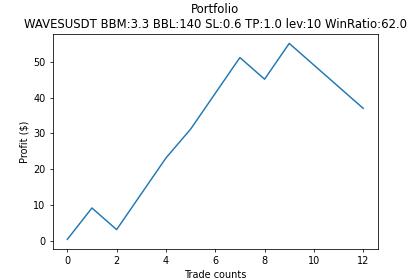 Portfolio
WAVESUSDT BBM:3.3 BBL:140 SL:0.6 TP:1.0 lev:10 WinRatio:62.0
50
40
30
20
10
0
Profit ($)
0 2 4 6 8 10 12
Trade counts